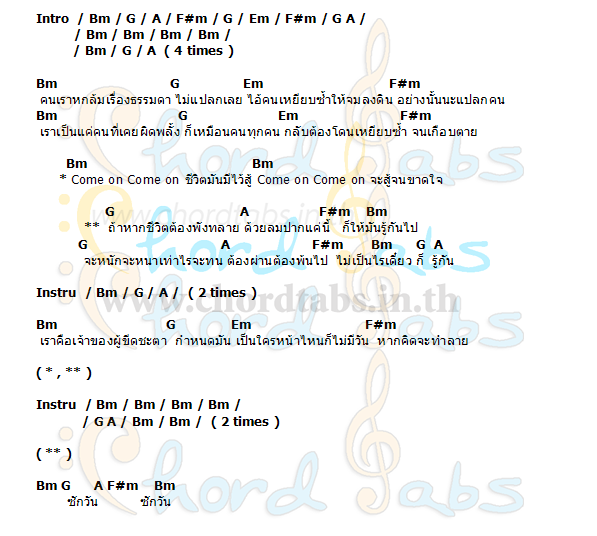 Intro / Bm / G / A / F#m / G / Em / F#m / G A /
/ Bm / Bm / Bm / Bm /
/ Bm / G / A ( 4 times )
Bm G Em F#m
คนเราหกล้มเรื่องธรรมดา ไม่แปลกเลย ไอ้คนเหยียบซ้ำให้จมลงดิน อย่างนั้นนะแปลกคน
Bm G Em F#m
เราเป็นแค่คนที่เคยผิดพลั้ง ก็เหมือนคนทุกคน กลับต้องโดนเหยียบซ้ำ จนเกือบตาย
Bm Bm
* Come on Come on ชีวิตมันมีไว้สู้ Come on Come on จะสู้จนขาดใจ
G A F#m Bm
** ถ้าหากชีวิตต้องพังทลาย ด้วยลมปากแค่นี้ ก็ให้มันรู้กันไป
G A F#m Bm G A
จะหนักจะหนาเท่าไรจะทน ต้องผ่านต้องพ้นไป ไม่เป็นไรเดี๋ยว ก็ รู้กัน
Instru / Bm / G / A / ( 2 times )
www.chordtabs.in.th
Bm G Em F#m
เราคือเจ้าของผู้ขีดชะตา กำหนดมัน เป็นใครหน้าไหนก็ไม่มีวัน หากคิดจะทำลาย
( * , ** )
Instru / Bm / Bm / Bm / Bm /
/ G A / Bm / Bm / ( 2 times )
( ** )
Bm G A F#m Bm
ซักวัน ซักวัน